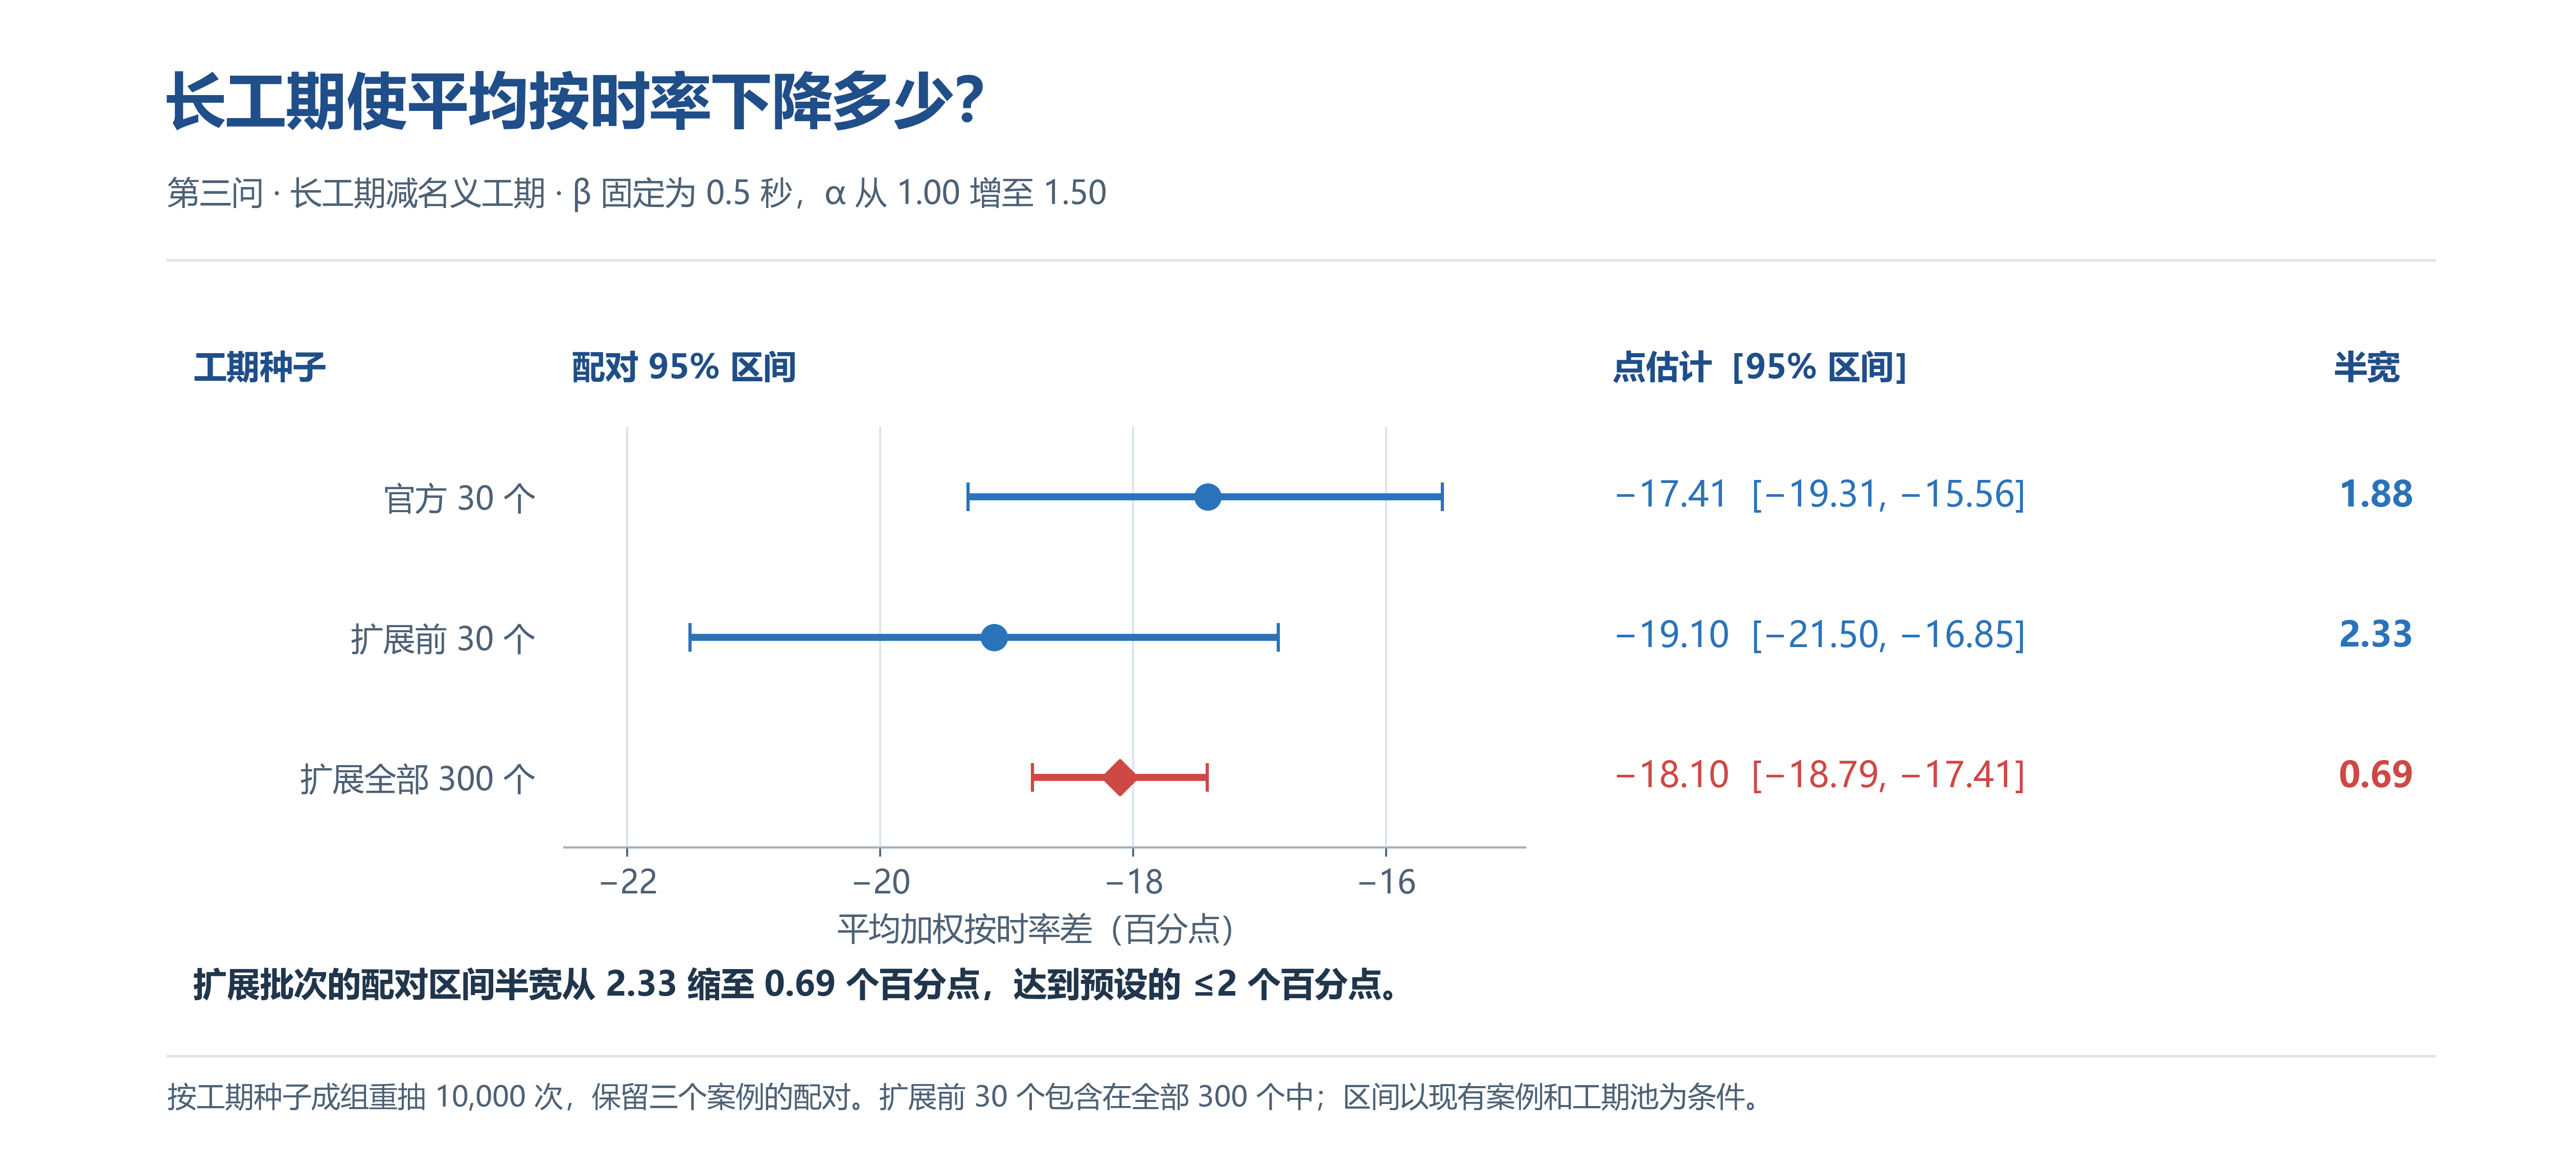 长工期使平均按时率下降多少？
第三问 · 长工期减名义工期 · β 固定为 0.5 秒，α 从 1.00 增至 1.50
工期种子 配对 95% 区间 点估计 [95% 区间] 半宽
官方 30 个 −17.41 [−19.31, −15.56] 1.88
扩展前 30 个 −19.10 [−21.50, −16.85] 2.33
扩展全部 300 个 −18.10 [−18.79, −17.41] 0.69
−22 −20 −18 −16
平均加权按时率差（百分点）
扩展批次的配对区间半宽从 2.33 缩至 0.69 个百分点，达到预设的 ≤2 个百分点。
按工期种子成组重抽 10,000 次，保留三个案例的配对。扩展前 30 个包含在全部 300 个中；区间以现有案例和工期池为条件。